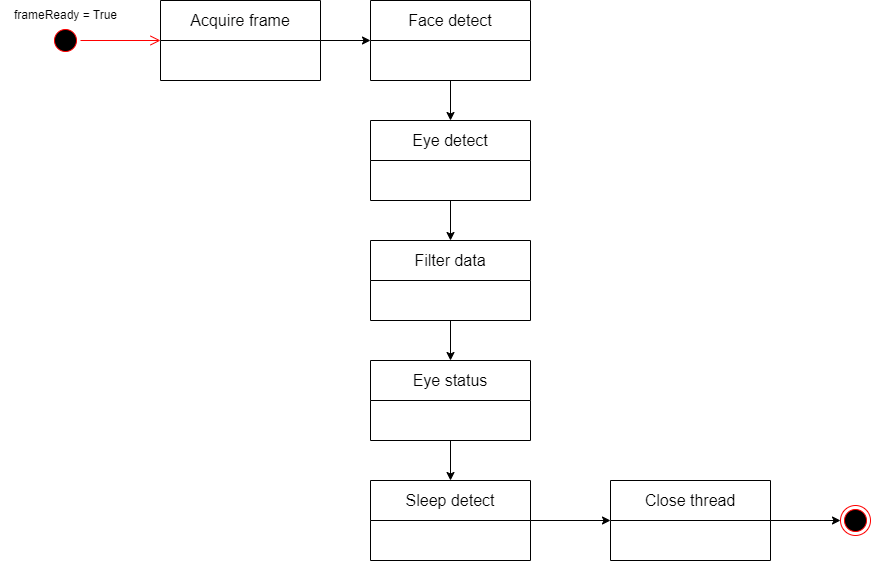 frameReady = True
Acquire frame
Face detect
Eye detect
Filter data
Eye status
Sleep detect
Close thread